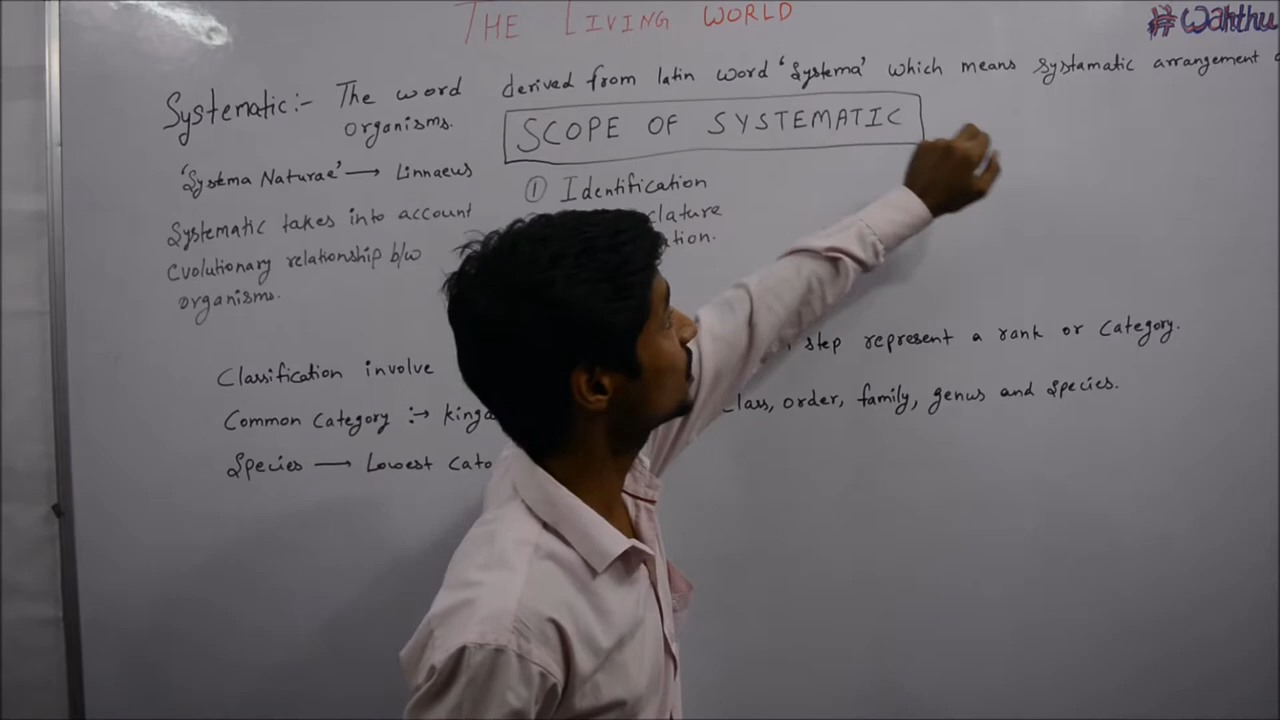 THE LIVING WORLD
#Wahthu
Systematic:- The word derived from latin word 'Systema' which means systamatic arrangement
organisms.
SCOPE OF SYSTEMATIC
'Systema Naturae' → Linnaeus
① Identification
Systematic takes into account
Evolutionary relationship b/w
organisms.
Classification involve step represent a rank or category.
Common category :→ order, family, genus and species.
Species → Lowest